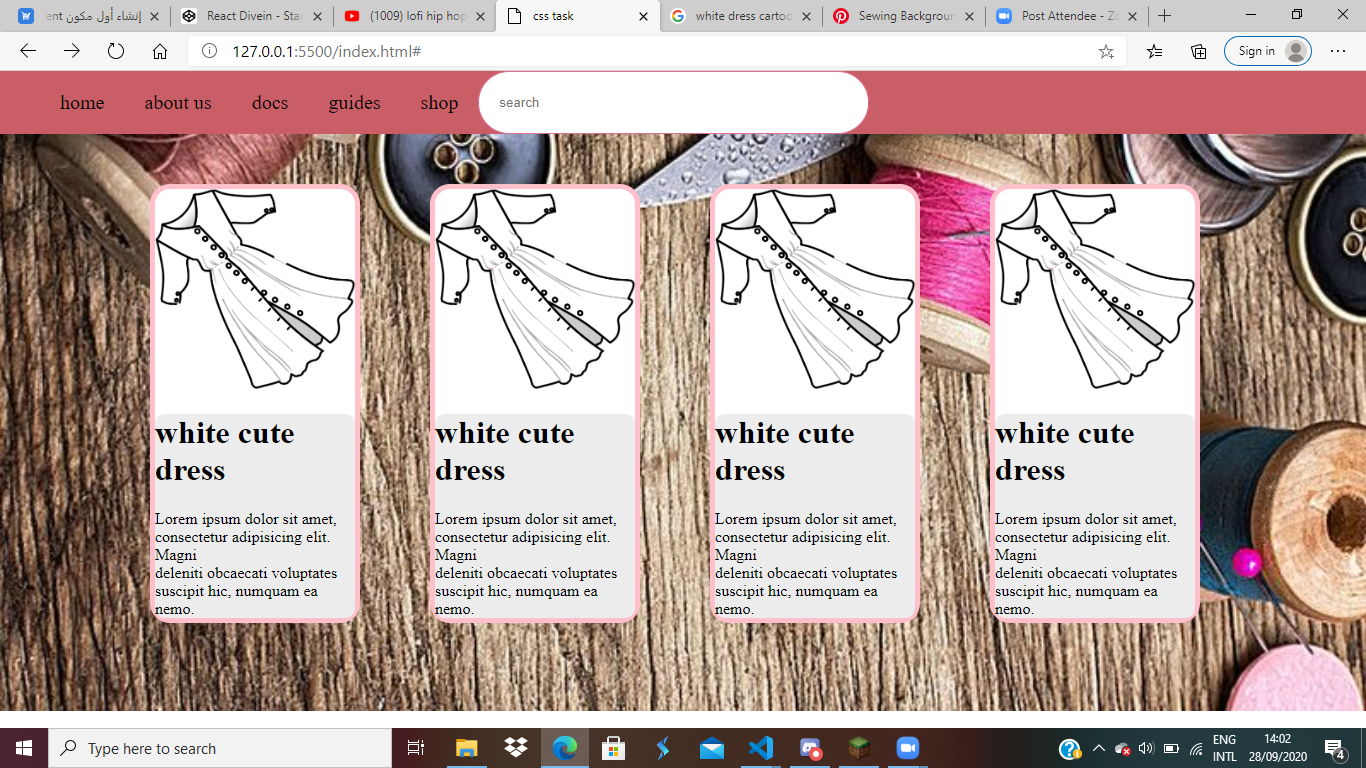 إنشاء أول مكون ent
React Divein - Star
(1009) lofi hip hop
css task
white dress cartoo
Sewing Background
Post Attendee - Zo
127.0.0.1:5500/index.html#
Sign in
home about us docs guides shop search
white cute
dress
Lorem ipsum dolor sit amet,
consectetur adipisicing elit.
Magni
deleniti obcaecati voluptates
suscipit hic, numquam ea
nemo.
white cute
dress
Lorem ipsum dolor sit amet,
consectetur adipisicing elit.
Magni
deleniti obcaecati voluptates
suscipit hic, numquam ea
nemo.
white cute
dress
Lorem ipsum dolor sit amet,
consectetur adipisicing elit.
Magni
deleniti obcaecati voluptates
suscipit hic, numquam ea
nemo.
white cute
dress
Lorem ipsum dolor sit amet,
consectetur adipisicing elit.
Magni
deleniti obcaecati voluptates
suscipit hic, numquam ea
nemo.
Type here to search
ENG
INTL
14:02
28/09/2020
4